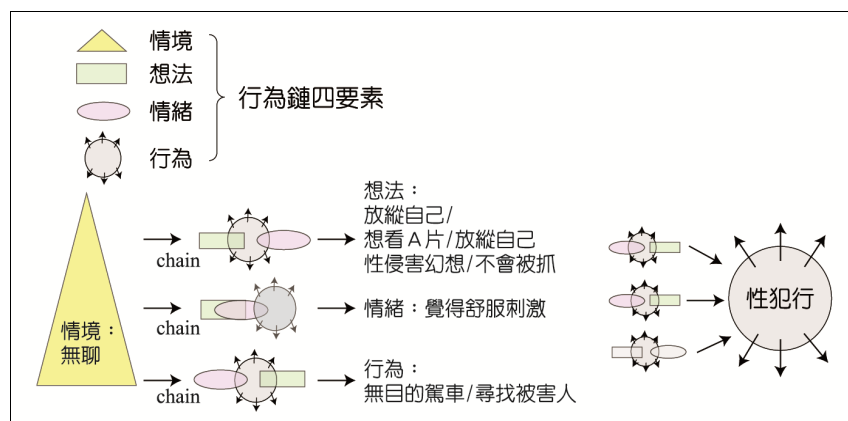 情境
想法
情緒
行為
行為鏈四要素
情境：
無聊
chain
想法：
放縱自己/
想看A片/放縱自己
性侵害幻想/不會被抓
chain
情緒：覺得舒服刺激
chain
行為：
無目的駕車/尋找被害人
性犯行